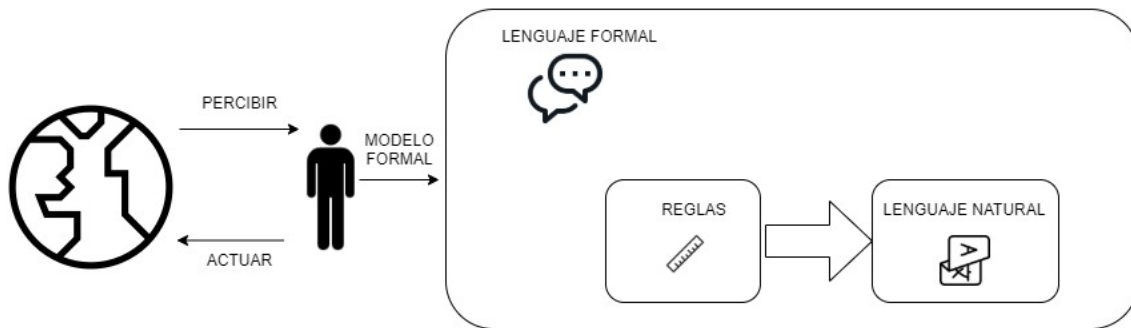 LENGUAJE FORMAL
PERCIBIR
MODELO
FORMAL
REGLAS
LENGUAJE NATURAL
A
ACTUAR